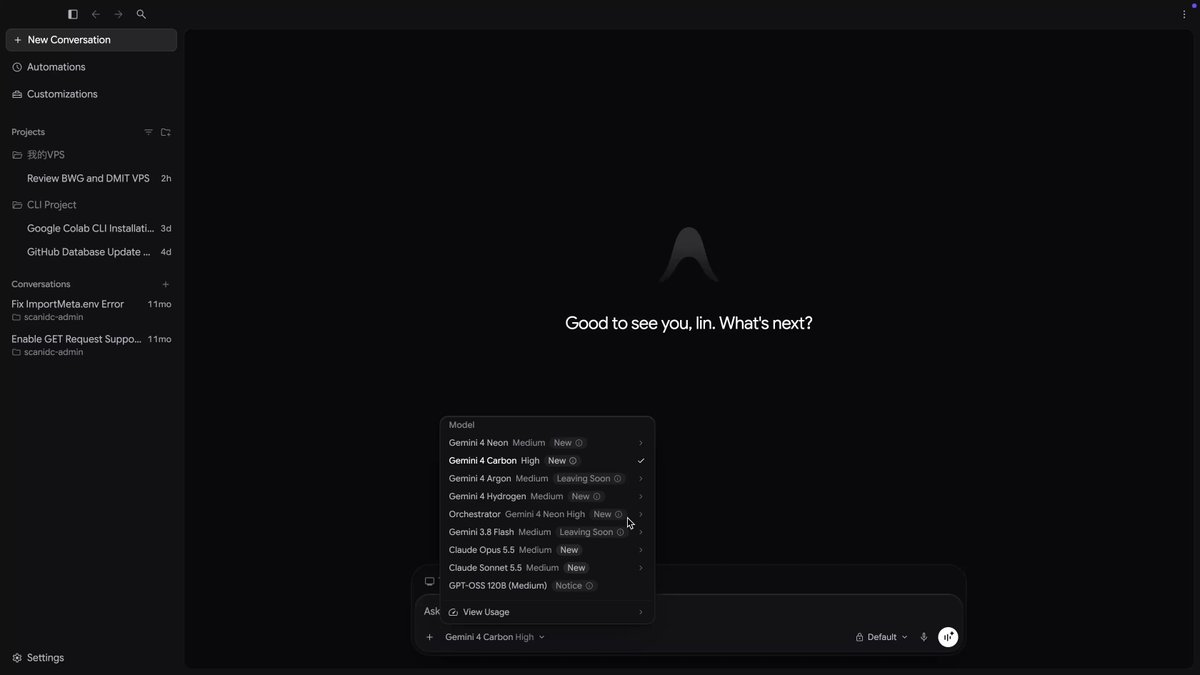 New Conversation
Automations
Customizations
Projects
我的VPS
Review BWG and DMIT VPS 2h
CLI Project
Google Colab CLI Installati... 3d
GitHub Database Update ... 4d
Conversations
Fix ImportMeta.env Error 11mo
scanidc-admin
Enable GET Request Suppo... 11mo
scanidc-admin
Settings
Good to see you, lin. What's next?
Model
Gemini 4 Neon Medium New
Gemini 4 Carbon High New
Gemini 4 Argon Medium Leaving Soon
Gemini 4 Hydrogen Medium New
Orchestrator Gemini 4 Neon High New
Gemini 3.8 Flash Medium Leaving Soon
Claude Opus 5.5 Medium New
Claude Sonnet 5.5 Medium New
GPT-OSS 120B (Medium) Notice
View Usage
Ask
Gemini 4 Carbon High
Default